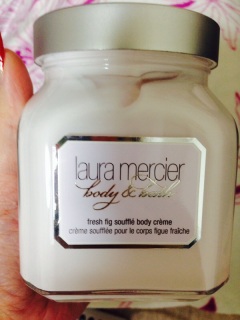 laura mercier
body & bath
fresh fig soufflé body crème
crème soufflée pour le corps figue fraîche